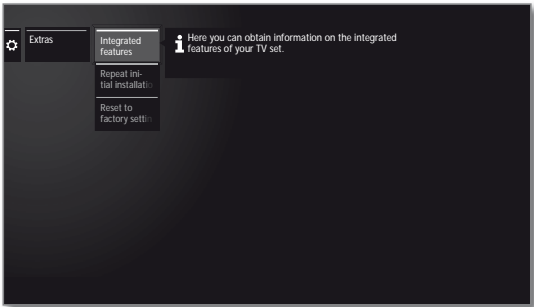 Extras
Integrated
features
Repeat ini-
tial installatio
Reset to
factory settin
Here you can obtain information on the integrated
features of your TV set.